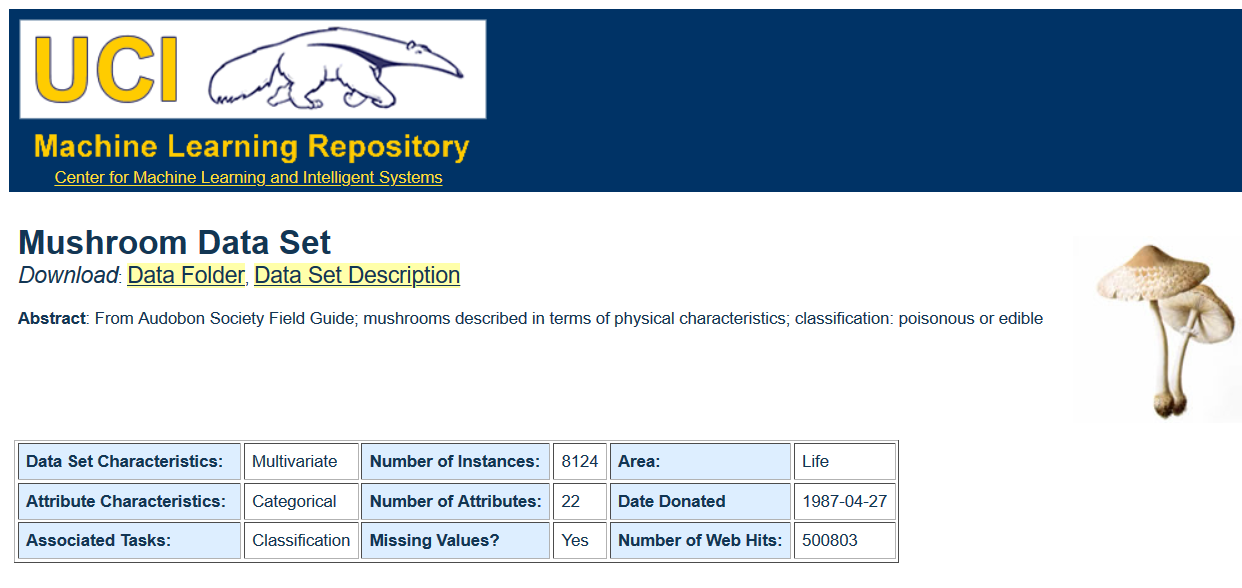 UCI
Machine Learning Repository
Center for Machine Learning and Intelligent Systems
Mushroom Data Set
Download: Data Folder, Data Set Description
Abstract: From Audobon Society Field Guide; mushrooms described in terms of physical characteristics; classification: poisonous or edible
Data Set Characteristics: Multivariate Number of Instances: 8124 Area: Life
Attribute Characteristics: Categorical Number of Attributes: 22 Date Donated 1987-04-27
Associated Tasks: Classification Missing Values? Yes Number of Web Hits: 500803